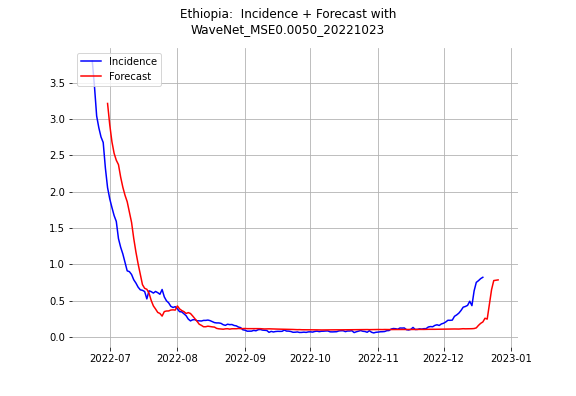 Ethiopia:  Incidence + Forecast with
WaveNet_MSE0.0050_20221023
Incidence
Forecast
3.5
3.0
2.5
2.0
1.5
1.0
0.5
0.0
2022-07 2022-08 2022-09 2022-10 2022-11 2022-12 2023-01